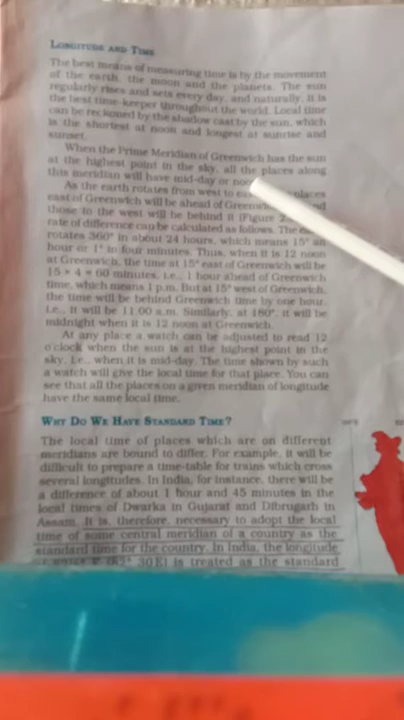 LONGITUDE AND TIME
The best means of measuring time is by the movement
of the earth, the moon and the planets. The sun
regularly rises and sets every day, and naturally, it is
the best time-keeper throughout the world. Local time
can be reckoned by the shadow cast by the sun, which
is the shortest at noon and longest at sunrise and
sunset.
When the Prime Meridian of Greenwich has the sun
at the highest point in the sky, all the places along
this meridian will have mid-day or noon
As the earth rotates from west to places
east of Greenwich will be ahead of
those to the west will be behind it (Figure
rate of difference can be calculated as follows. The
rotates 360° in about 24 hours, which means 15° an
hour or 1° in four minutes. Thus, when it is 12 noon
at Greenwich, the time at 15° east of Greenwich will be
15 × 4 = 60 minutes, i.e., 1 hour ahead of Greenwich
time, which means 1 p.m. But at 15° west of Greenwich,
the time will be behind Greenwich time by one hour,
i.e., it will be 11.00 a.m. Similarly, at 180°, it will be
midnight when it is 12 noon at Greenwich.
At any place a watch can be adjusted to read 12
o'clock when the sun is at the highest point in the
sky, i.e., when it is mid-day. The time shown by such
a watch will give the local time for that place. You can
see that all the places on a given meridian of longitude
have the same local time.
WHY DO WE HAVE STANDARD TIME?
The local time of places which are on different
meridians are bound to differ. For example, it will be
difficult to prepare a time-table for trains which cross
several longitudes. In India, for instance, there will be
a difference of about 1 hour and 45 minutes in the
local times of Dwarka in Gujarat and Dibrugarh in
Assam. It is, therefore, necessary to adopt the local
time of some central meridian of a country as the
standard time for the country. In India, the longitude
30'E) is treated as the standard